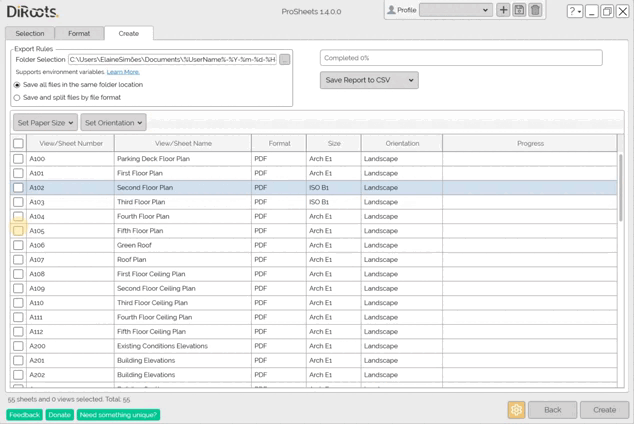 DiRoots. ProSheets 1.4.0.0 Profile ?
Selection Format Create
Export Rules
Folder Selection C:\Users\ElaineSimões\Documents\%UserName%-%Y-%m-%d-%H ...
Supports environment variables. Learn More.
Save all files in the same folder location
Save and split files by file format
Completed 0%
Save Report to CSV
Set Paper Size Set Orientation
View/Sheet Number View/Sheet Name Format Size Orientation Progress
A100 Parking Deck Floor Plan PDF Arch E1 Landscape
A101 First Floor Plan PDF Arch E1 Landscape
A102 Second Floor Plan PDF ISO B1 Landscape
A103 Third Floor Plan PDF ISO B1 Landscape
A104 Fourth Floor Plan PDF Arch E1 Landscape
A105 Fifth Floor Plan PDF Arch E1 Landscape
A106 Green Roof PDF Arch E1 Landscape
A107 Roof Plan PDF Arch E1 Landscape
A108 First Floor Ceiling Plan PDF Arch E1 Landscape
A109 Second Floor Ceiling Plan PDF Arch E1 Landscape
A110 Third Floor Ceiling Plan PDF Arch E1 Landscape
A111 Fourth Floor Ceiling Plan PDF Arch E1 Landscape
A112 Fifth Floor Ceiling Plan PDF Arch E1 Landscape
A200 Existing Conditions Elevations PDF Arch E1 Landscape
A201 Building Elevations PDF Arch E1 Landscape
A202 Building Elevations PDF Arch E1 Landscape
55 sheets and 0 views selected. Total: 55
Feedback Donate Need something unique? Back Create